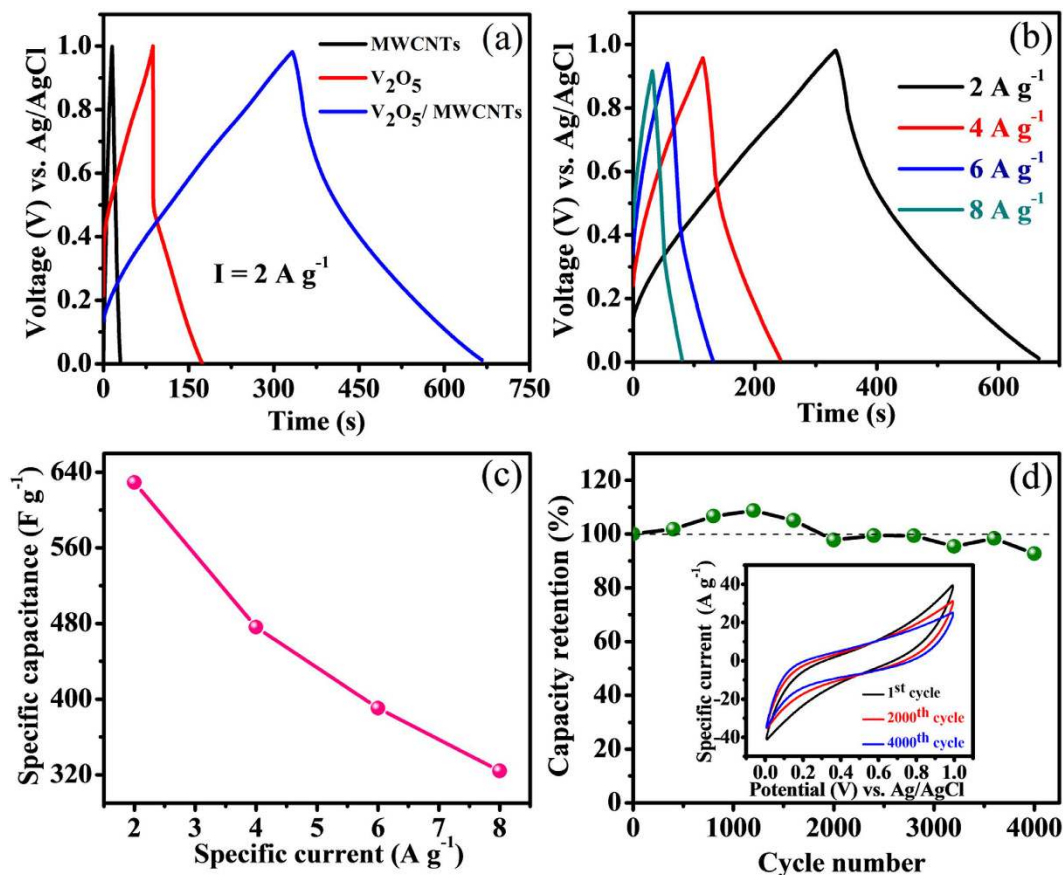 (a)
MWCNTs
V₂O₅
V₂O₅/ MWCNTs
I = 2 A g⁻¹
Voltage (V) vs. Ag/AgCl
1.0
0.8
0.6
0.4
0.2
0.0
0 150 300 450 600 750
Time (s)
(b)
2 A g⁻¹
4 A g⁻¹
6 A g⁻¹
8 A g⁻¹
Voltage (V) vs. Ag/AgCl
1.0
0.8
0.6
0.4
0.2
0.0
0 200 400 600
Time (s)
(c)
Specific capacitance (F g⁻¹)
640
560
480
400
320
2 3 4 5 6 7 8
Specific current (A g⁻¹)
(d)
Capacity retention (%)
120
100
80
60
40
20
0
0 1000 2000 3000 4000
Cycle number
Specific current (A g⁻¹)
40
20
0
-20
-40
1ˢᵗ cycle
2000ᵗʰ cycle
4000ᵗʰ cycle
0.0 0.2 0.4 0.6 0.8 1.0
Potential (V) vs. Ag/AgCl